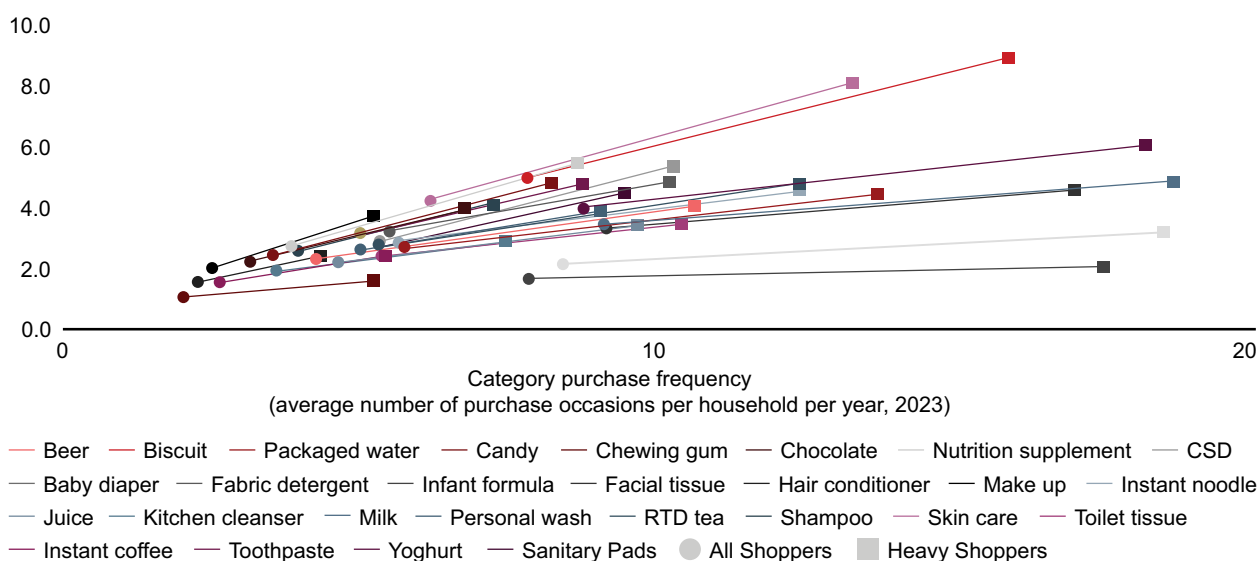 10.0
8.0
6.0
4.0
2.0
0.0
0 10 20
Category purchase frequency
(average number of purchase occasions per household per year, 2023)
Beer Biscuit Packaged water Candy Chewing gum Chocolate Nutrition supplement CSD
Baby diaper Fabric detergent Infant formula Facial tissue Hair conditioner Make up Instant noodle
Juice Kitchen cleanser Milk Personal wash RTD tea Shampoo Skin care Toilet tissue
Instant coffee Toothpaste Yoghurt Sanitary Pads All Shoppers Heavy Shoppers